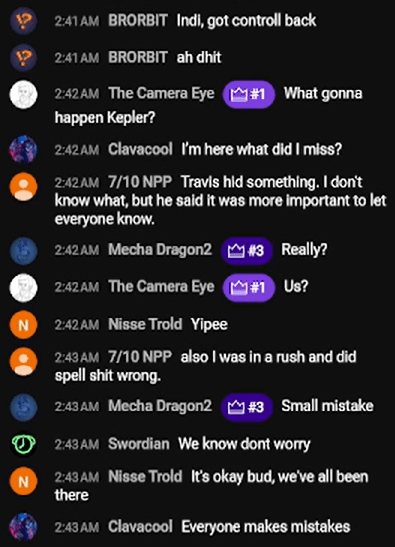 2:41 AM BRORBIT Indi, got controll back
2:41 AM BRORBIT ah dhit
2:42 AM The Camera Eye #1 What gonna
happen Kepler?
2:42 AM Clavacool I'm here what did I miss?
2:42 AM 7/10 NPP Travis hid something. I don't
know what, but he said it was more important to let
everyone know.
2:42 AM Mecha Dragon2 #3 Really?
2:42 AM The Camera Eye #1 Us?
N 2:42 AM Nisse Trold Yipee
2:43 AM 7/10 NPP also I was in a rush and did
spell shit wrong.
2:43 AM Mecha Dragon2 #3 Small mistake
2:43 AM Swordian We know dont worry
N 2:43 AM Nisse Trold It's okay bud, we've all been
there
2:43 AM Clavacool Everyone makes mistakes